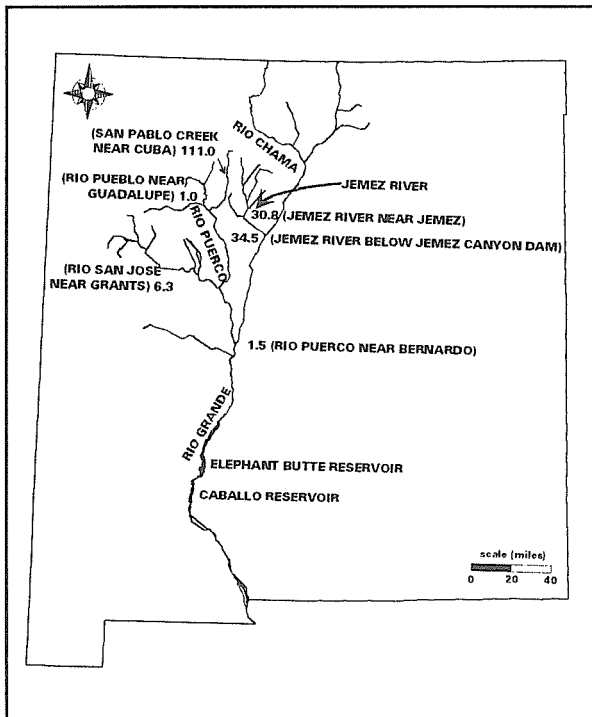 RIO CHAMA
(SAN PABLO CREEK
NEAR CUBA) 111.0
(RIO PUEBLO NEAR
GUADALUPE) 1.0
JEMEZ RIVER
30.8 (JEMEZ RIVER NEAR JEMEZ)
RIO PUERCO
34.5 (JEMEZ RIVER BELOW JEMEZ CANYON DAM)
(RIO SAN JOSE
NEAR GRANTS) 6.3
1.5 (RIO PUERCO NEAR BERNARDO)
RIO GRANDE
ELEPHANT BUTTE RESERVOIR
CABALLO RESERVOIR
scale (miles)
0 20 40